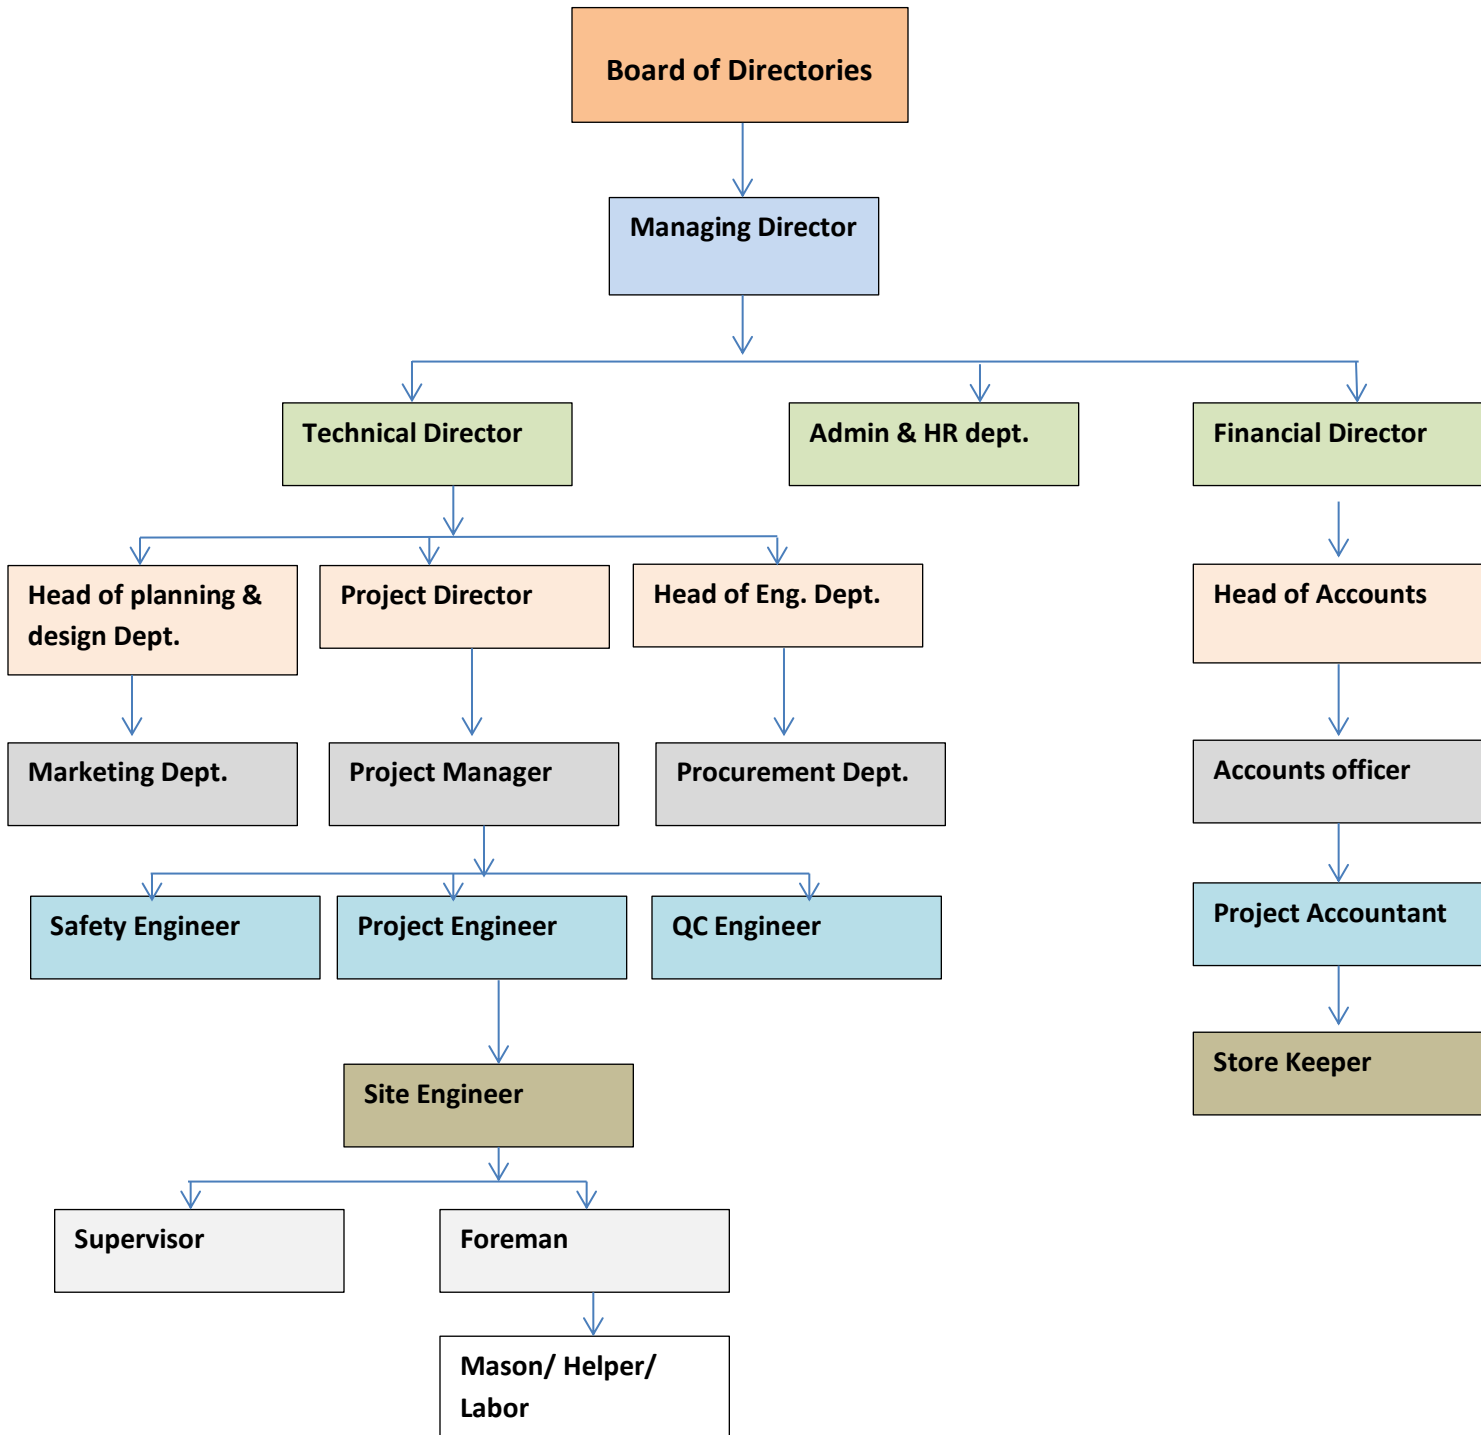 Board of Directories
Managing Director
Technical Director
Admin & HR dept.
Financial Director
Head of planning &
design Dept.
Project Director
Head of Eng. Dept.
Head of Accounts
Marketing Dept.
Project Manager
Procurement Dept.
Accounts officer
Safety Engineer
Project Engineer
QC Engineer
Project Accountant
Site Engineer
Store Keeper
Supervisor
Foreman
Mason/ Helper/
Labor